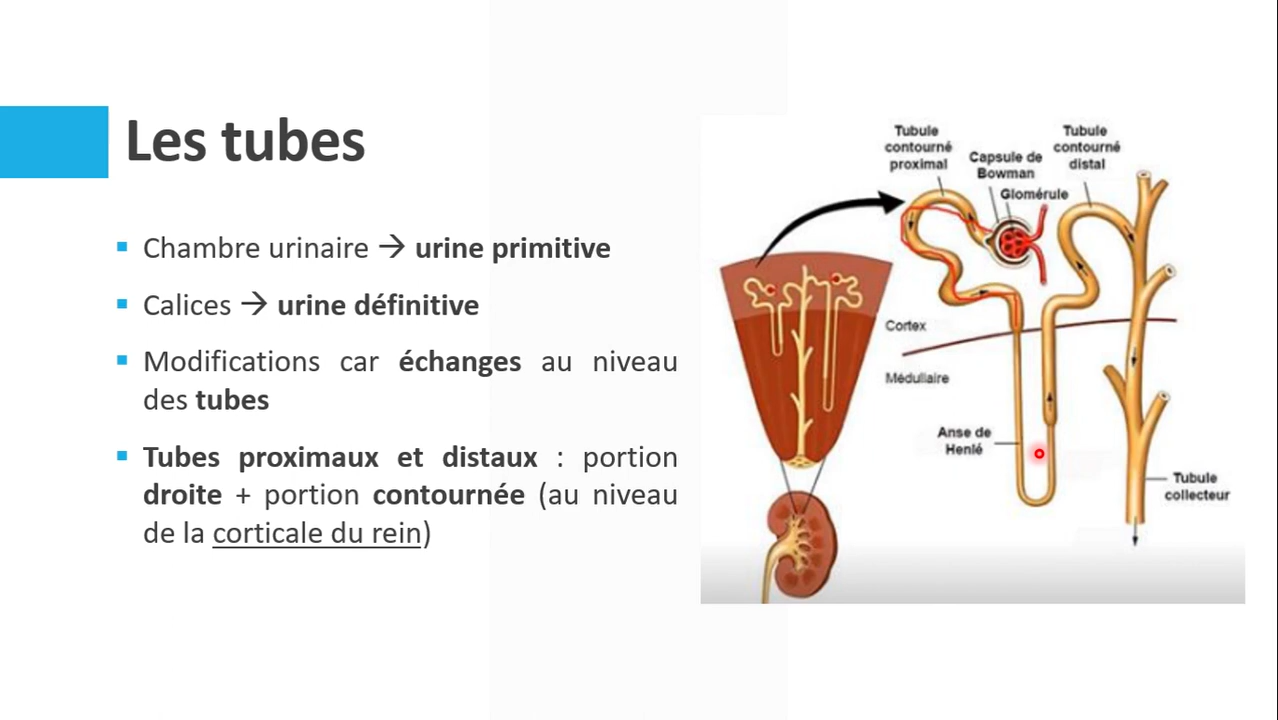 Les tubes
Chambre urinaire → urine primitive
Calices → urine définitive
Modifications car échanges au niveau
des tubes
Tubes proximaux et distaux : portion
droite + portion contournée (au niveau
de la corticale du rein)
Tubule
contourné
proximal
Capsule de
Bowman
Glomérule
Tubule
contourné
distal
Cortex
Médullaire
Anse de
Henlé
Tubule
collecteur